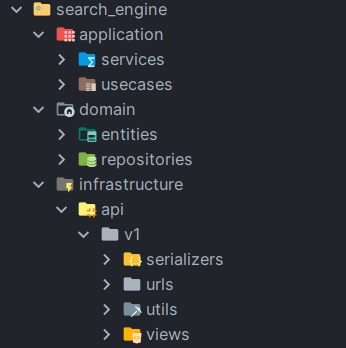 search_engine
application
services
usecases
domain
entities
repositories
infrastructure
api
v1
serializers
urls
utils
views